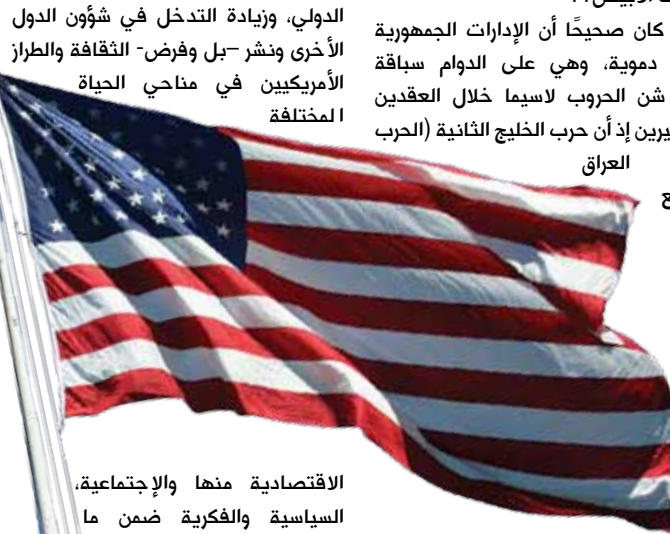 كان صحيحًا أن الإدارات الجمهورية
دموية، وهي على الدوام سباقة
شن الحروب لاسيما خلال العقدين
إذ أن حرب الخليج الثانية (الحرب
العراق
الدولي، وزيادة التدخل في شؤون الدول
الأخرى ونشر –بل وفرض- الثقافة والطراز
الأمريكيين في مناحي الحياة
المختلفة
الاقتصادية منها والإجتماعية،
السياسية والفكرية ضمن ما